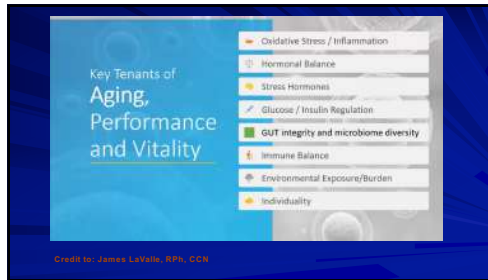 Key Tenants of
Aging,
Performance
and Vitality
Oxidative Stress / Inflammation
Hormonal Balance
Stress Hormones
Glucose / Insulin Regulation
GUT integrity and microbiome diversity
Immune Balance
Environmental Exposure/Burden
Individuality
Credit to: James LaValle, RPh, CCN